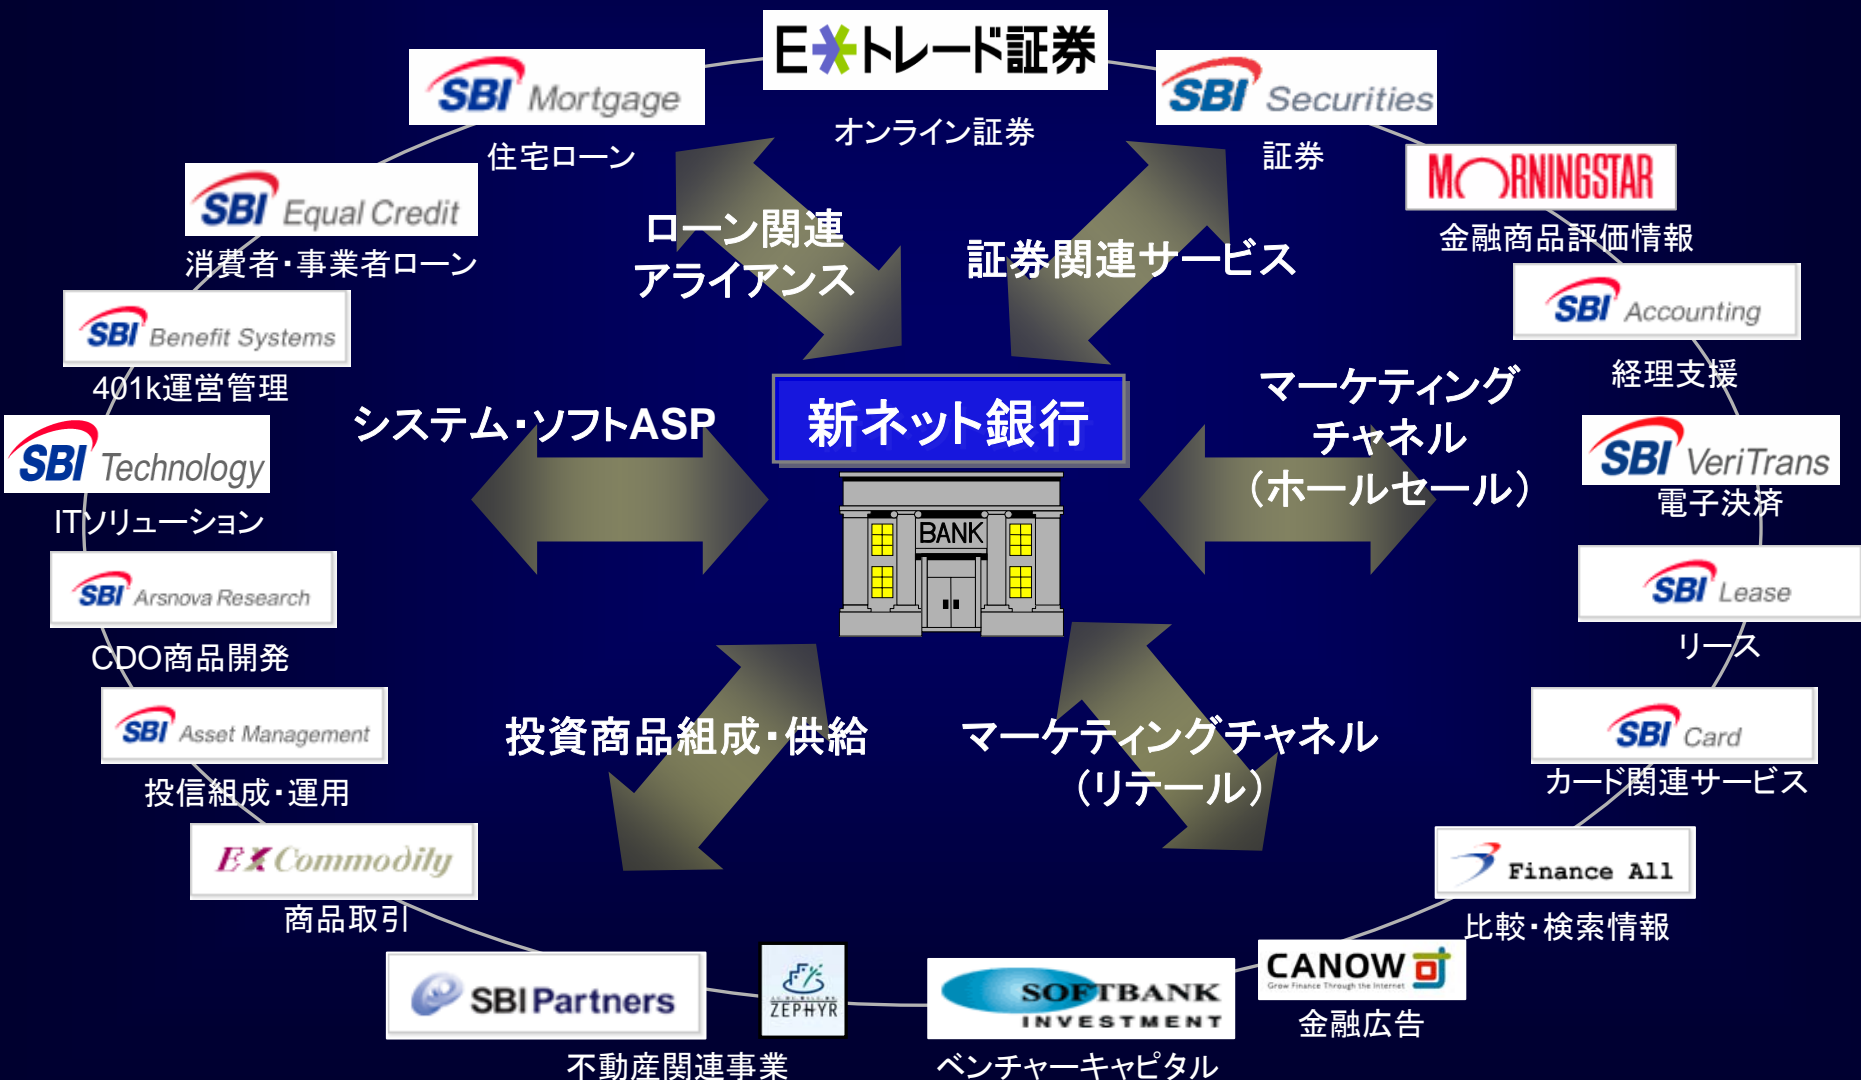 E*トレード証券
オンライン証券
SBI Mortgage
住宅ローン
SBI Securities
証券
MORNINGSTAR
金融商品評価情報
SBI Equal Credit
消費者・事業者ローン
ローン関連
アライアンス
証券関連サービス
SBI Benefit Systems
401k運営管理
SBI Accounting
経理支援
システム・ソフトASP
新ネット銀行
マーケティング
チャネル
（ホールセール）
SBI Technology
ITソリューション
BANK
SBI VeriTrans
電子決済
SBI Arsnova Research
CDO商品開発
SBI Lease
リース
SBI Asset Management
投信組成・運用
投資商品組成・供給
マーケティングチャネル
（リテール）
SBI Card
カード関連サービス
EX Commodity
商品取引
Finance All
比較・検索情報
SBI Partners
ZEPHYR
不動産関連事業
SOFTBANK
INVESTMENT
ベンチャーキャピタル
CANOW
Grow Finance Through the Internet
金融広告